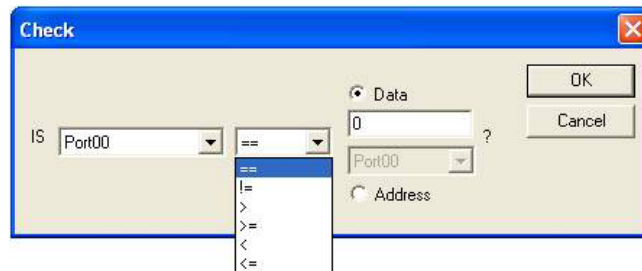 Check
OK
Data
IS Port00 == 0 ?
Cancel
Port00
Address
==
!=
>
>=
<
<=